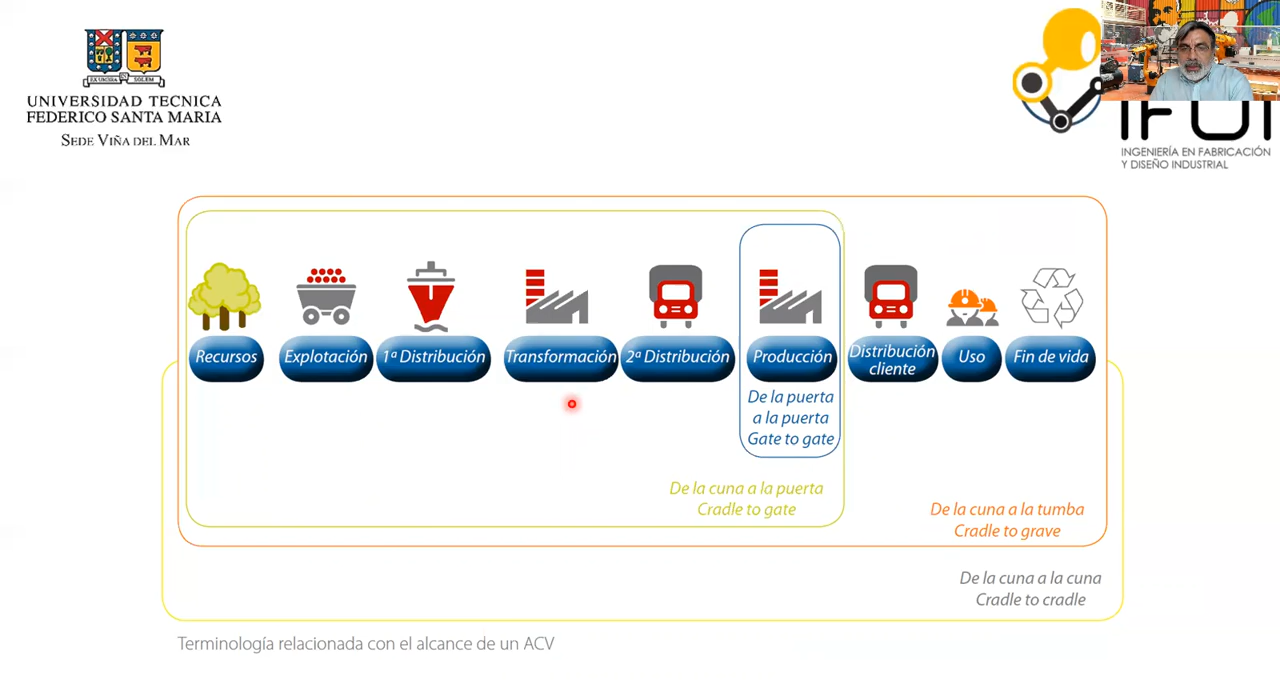 UNIVERSIDAD TECNICA
FEDERICO SANTA MARIA
SEDE VIÑA DEL MAR
INGENIERÍA EN FABRICACIÓN
Y DISEÑO INDUSTRIAL
Recursos
Explotación
1ª Distribución
Transformación
2ª Distribución
Producción
Distribución
cliente
Uso
Fin de vida
De la puerta
a la puerta
Gate to gate
De la cuna a la puerta
Cradle to gate
De la cuna a la tumba
Cradle to grave
De la cuna a la cuna
Cradle to cradle
Terminología relacionada con el alcance de un ACV